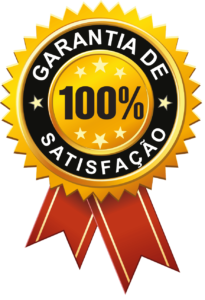 GARANTIA DE
100%
SATISFAÇÃO